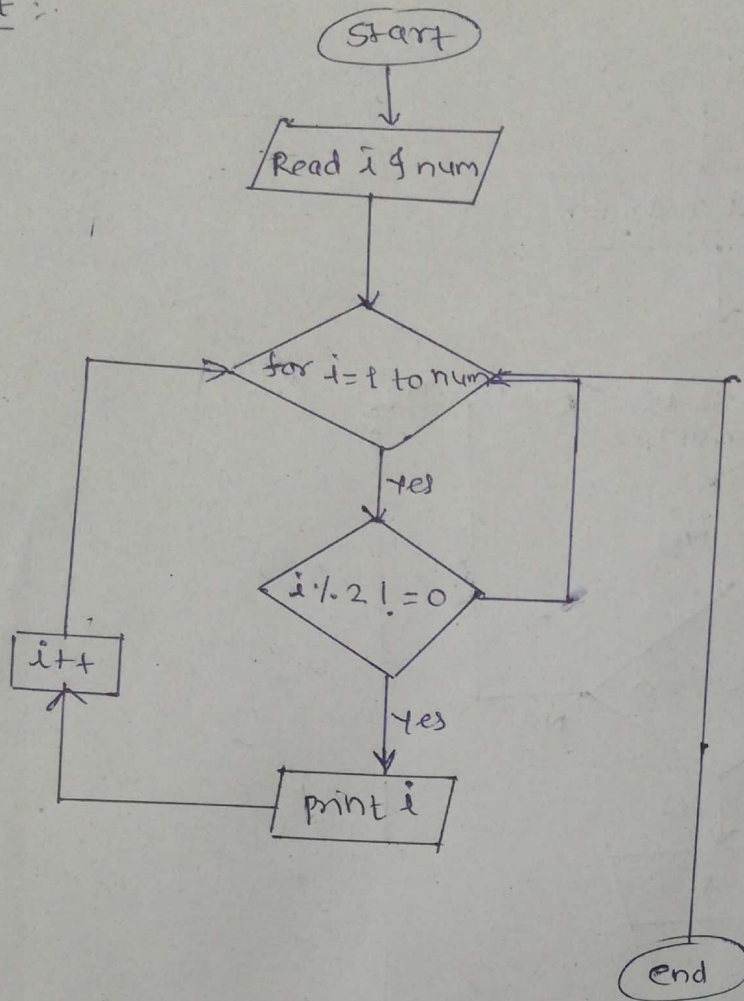 start
Read i & num
for i=1 to num
yes
i % 2 ! = 0
i++
yes
print i
end